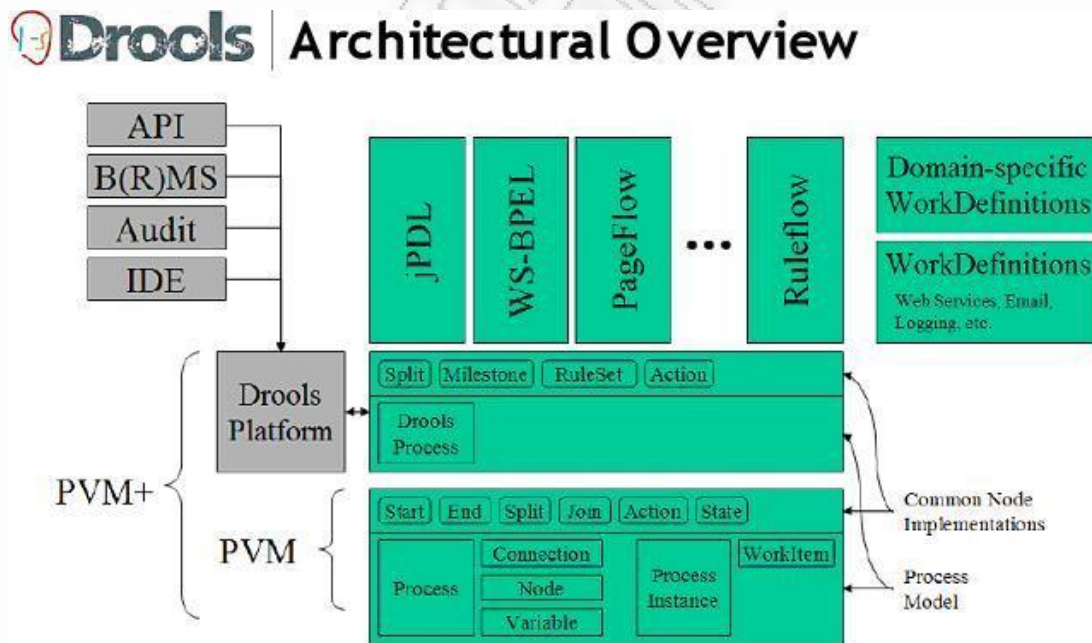 Drools Architectural Overview
API
B(R)MS
Audit
IDE
jPDL
WS-BPEL
PageFlow
...
Ruleflow
Domain-specific
WorkDefinitions
WorkDefinitions
Web Services, Email,
Logging, etc.
Drools
Platform
Split Milestone RuleSet Action
Drools
Process
PVM+
PVM
Start End Split Join Action State
Process
Connection
Node
Variable
Process
Instance
WorkItem
Common Node
Implementations
Process
Model